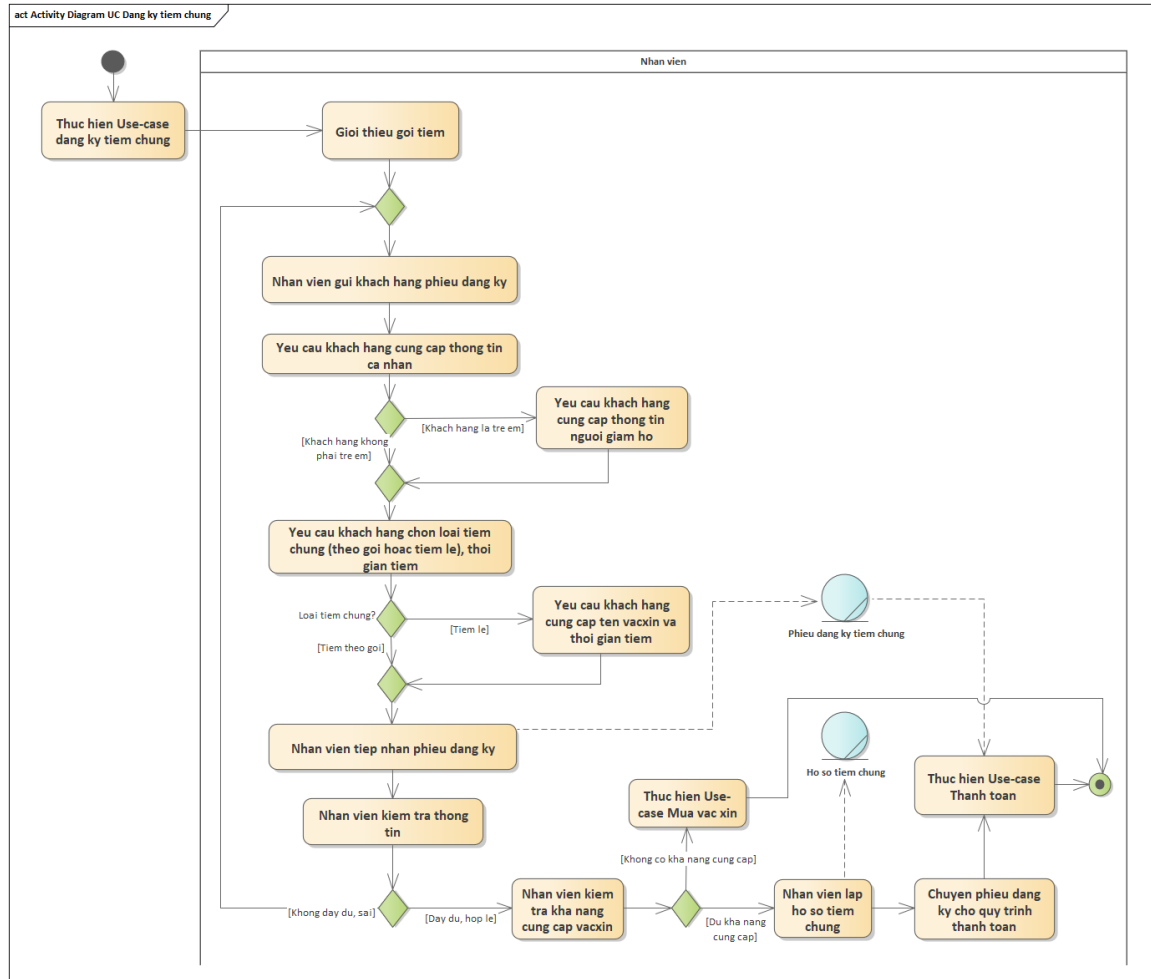 act Activity Diagram UC Dang ky tiem chung
Nhan vien
Thuc hien Use-case
dang ky tiem chung
Gioi thieu goi tiem
Nhan vien gui khach hang phieu dang ky
Yeu cau khach hang cung cap thong tin
ca nhan
Yeu cau khach hang
cung cap thong tin
nguoi giam ho
[Khach hang la tre em]
[Khach hang khong
phai tre em]
Yeu cau khach hang chon loai tiem
chung (theo goi hoac tiem le), thoi
gian tiem
Loai tiem chung?
[Tiem le]
Yeu cau khach hang
cung cap ten vacxin va
thoi gian tiem
[Tiem theo goi]
Phieu dang ky tiem chung
Nhan vien tiep nhan phieu dang ky
Ho so tiem chung
Thuc hien Use-
case Mua vac xin
Thuc hien Use-case
Thanh toan
Nhan vien kiem tra thong
tin
[Khong co kha nang cung cap]
[Khong day du, sai]
[Day du, hop le]
Nhan vien kiem
tra kha nang
cung cap vacxin
[Du kha nang
cung cap]
Nhan vien lap
ho so tiem
chung
Chuyen phieu dang
ky cho quy trinh
thanh toan